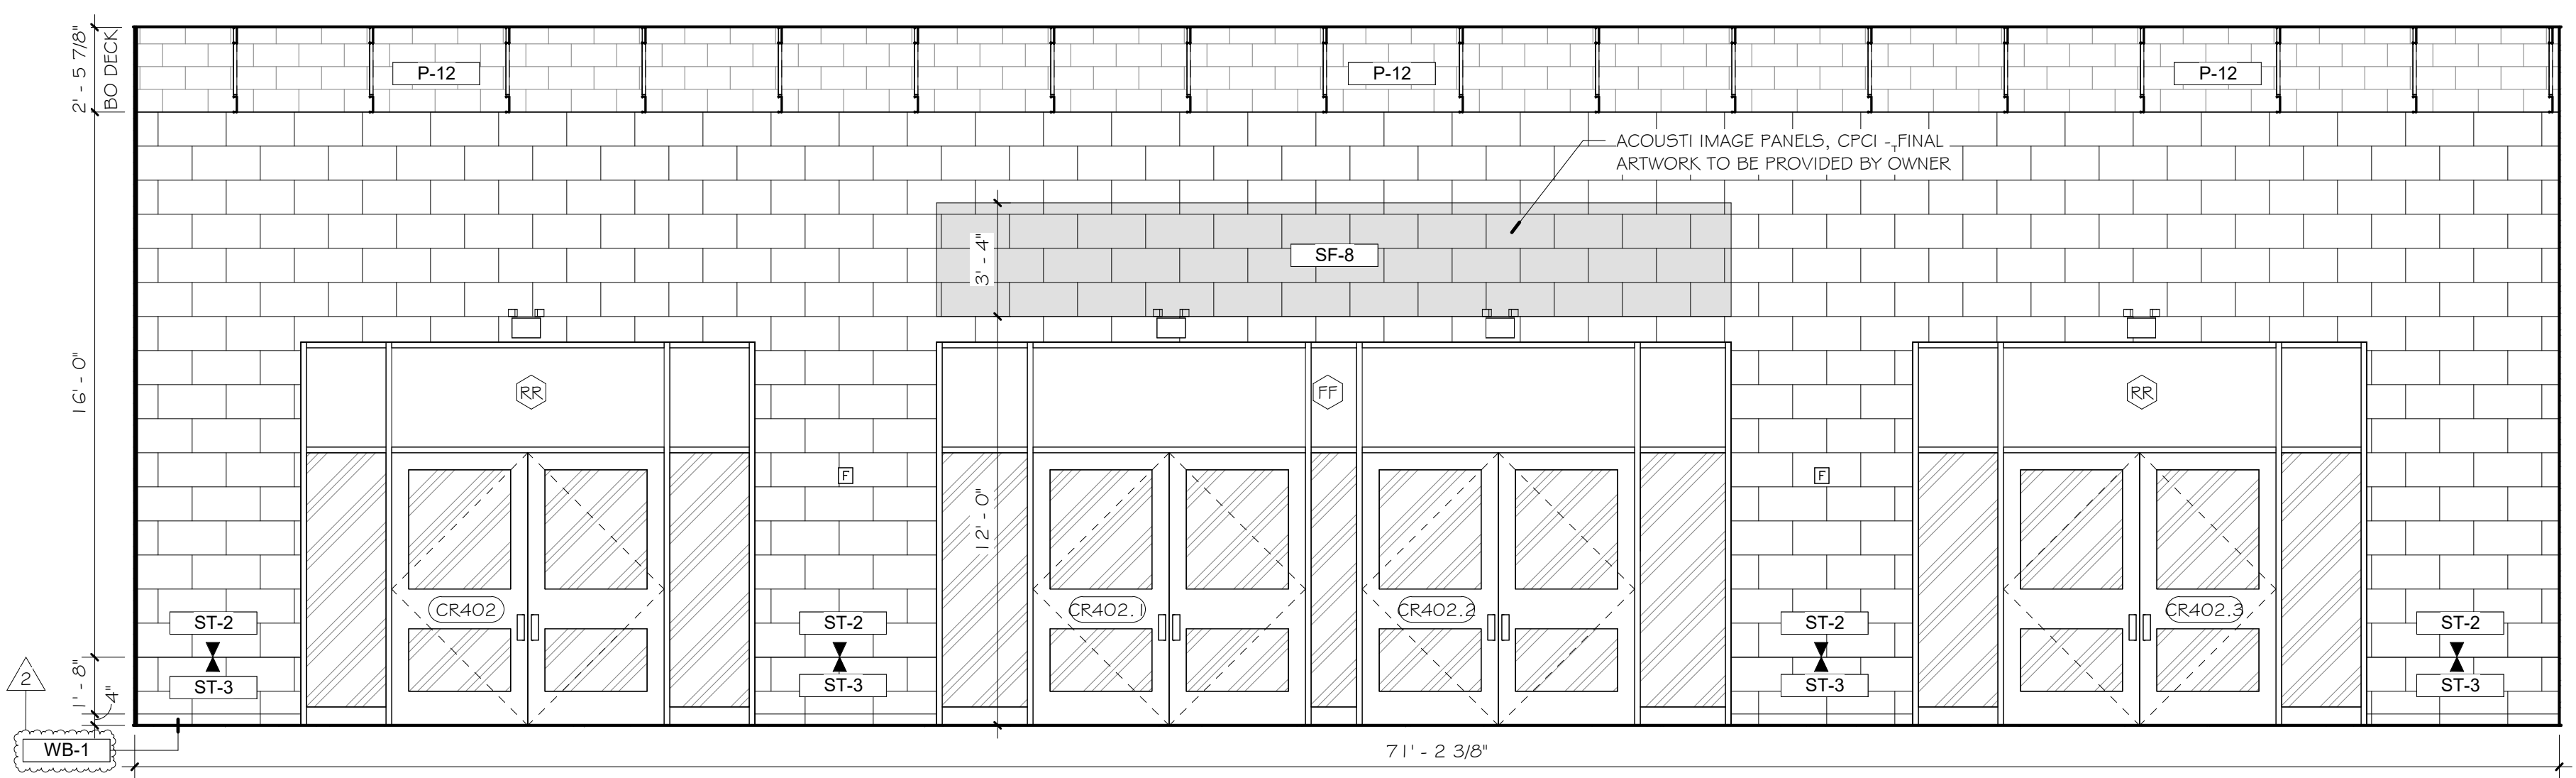 2' - 5 7/8"
BO DECK
P-12
P-12
P-12
ACOUSTI IMAGE PANELS, CPCI - FINAL
ARTWORK TO BE PROVIDED BY OWNER
3' - 4"
SF-8
16' - 0"
RR
FF
RR
F
F
12' - 0"
CR402
CR402.1
CR402.2
CR402.3
ST-2
ST-2
ST-2
ST-2
ST-3
ST-3
ST-3
ST-3
1' - 8"
4"
2
WB-1
71' - 2 3/8"